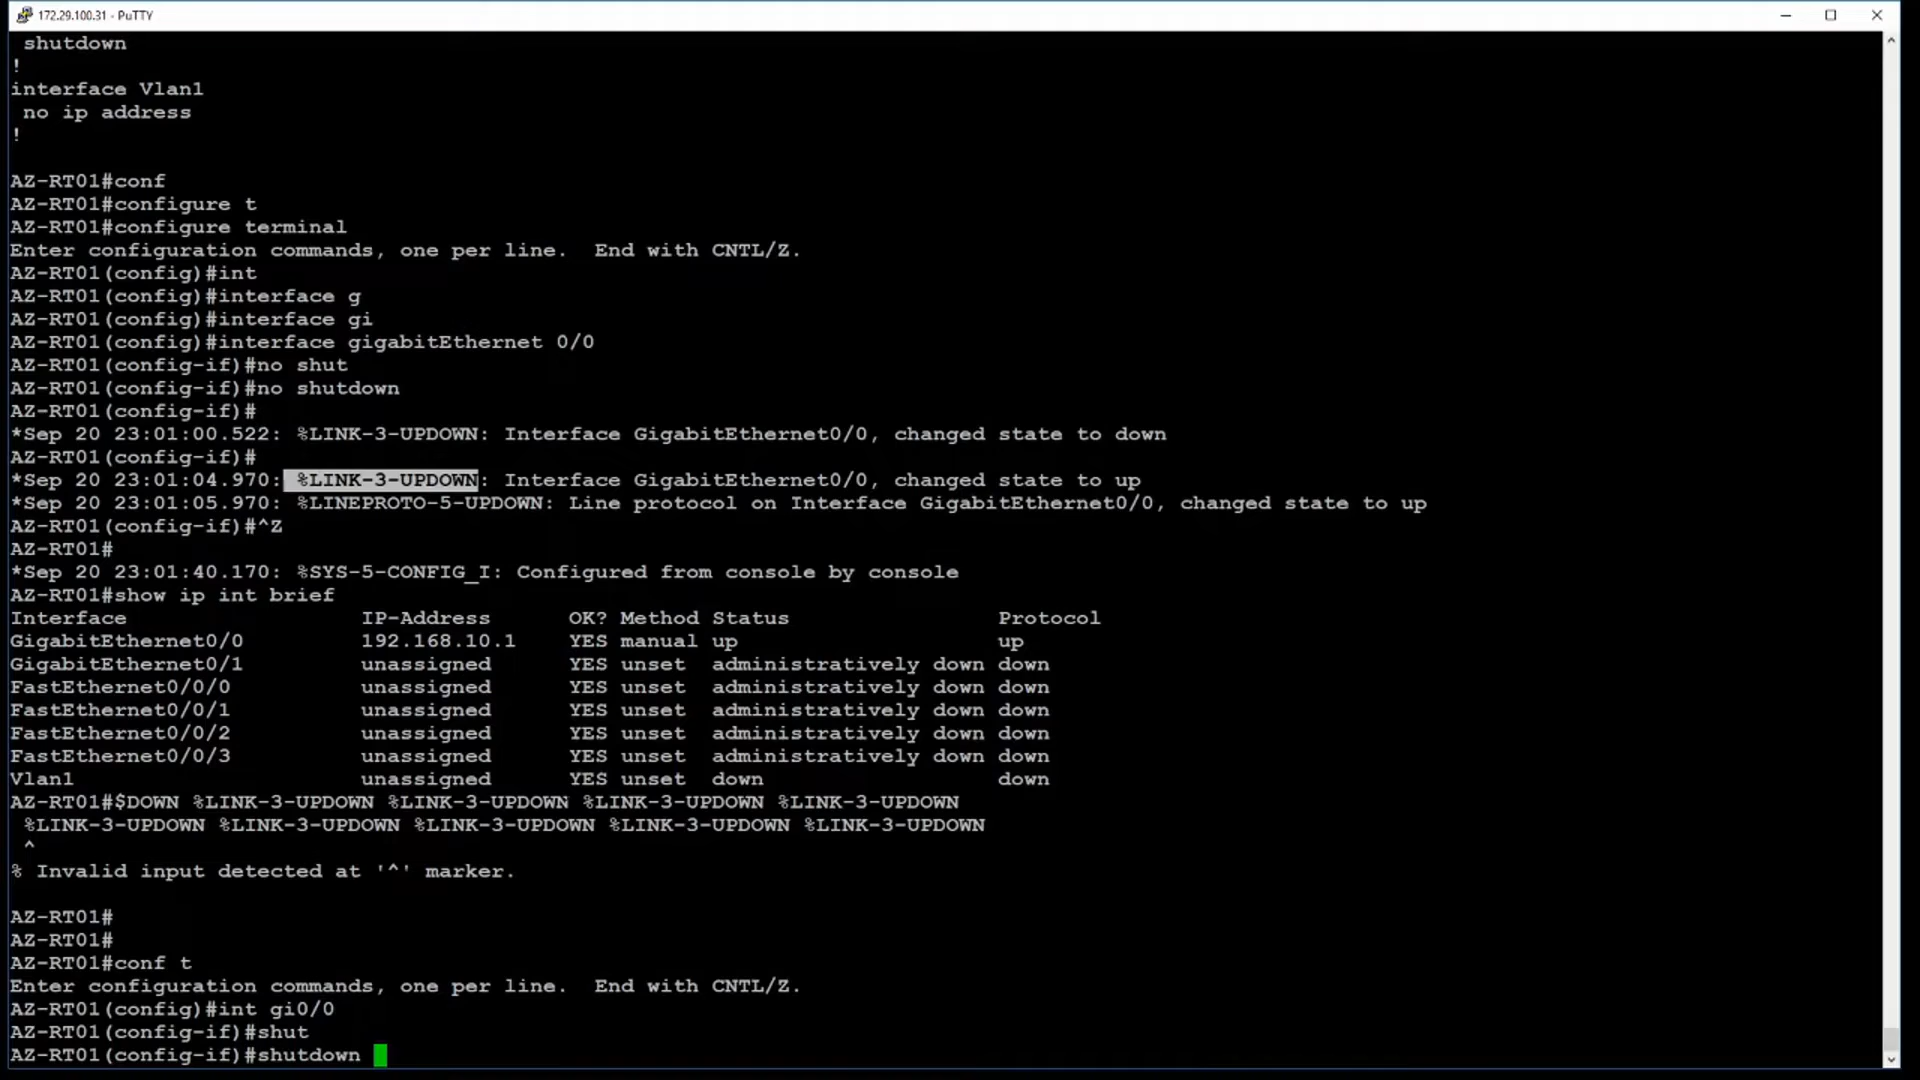 172.29.100.31 - PuTTY
shutdown
!
interface Vlan1
no ip address
!
AZ-RT01#conf
AZ-RT01#configure t
AZ-RT01#configure terminal
Enter configuration commands, one per line.  End with CNTL/Z.
AZ-RT01(config)#int
AZ-RT01(config)#interface g
AZ-RT01(config)#interface gi
AZ-RT01(config)#interface gigabitEthernet 0/0
AZ-RT01(config-if)#no shut
AZ-RT01(config-if)#no shutdown
AZ-RT01(config-if)#
*Sep 20 23:01:00.522: %LINK-3-UPDOWN: Interface GigabitEthernet0/0, changed state to down
AZ-RT01(config-if)#
*Sep 20 23:01:04.970: %LINK-3-UPDOWN: Interface GigabitEthernet0/0, changed state to up
*Sep 20 23:01:05.970: %LINEPROTO-5-UPDOWN: Line protocol on Interface GigabitEthernet0/0, changed state to up
AZ-RT01(config-if)#^Z
AZ-RT01#
*Sep 20 23:01:40.170: %SYS-5-CONFIG_I: Configured from console by console
AZ-RT01#show ip int brief
Interface                  IP-Address      OK? Method Status                Protocol
GigabitEthernet0/0         192.168.10.1    YES manual up                    up
GigabitEthernet0/1         unassigned      YES unset  administratively down down
FastEthernet0/0/0          unassigned      YES unset  administratively down down
FastEthernet0/0/1          unassigned      YES unset  administratively down down
FastEthernet0/0/2          unassigned      YES unset  administratively down down
FastEthernet0/0/3          unassigned      YES unset  administratively down down
Vlan1                      unassigned      YES unset  down                  down
AZ-RT01#$DOWN %LINK-3-UPDOWN %LINK-3-UPDOWN %LINK-3-UPDOWN %LINK-3-UPDOWN
%LINK-3-UPDOWN %LINK-3-UPDOWN %LINK-3-UPDOWN %LINK-3-UPDOWN %LINK-3-UPDOWN
^
% Invalid input detected at '^' marker.
AZ-RT01#
AZ-RT01#
AZ-RT01#conf t
Enter configuration commands, one per line.  End with CNTL/Z.
AZ-RT01(config)#int gi0/0
AZ-RT01(config-if)#shut
AZ-RT01(config-if)#shutdown